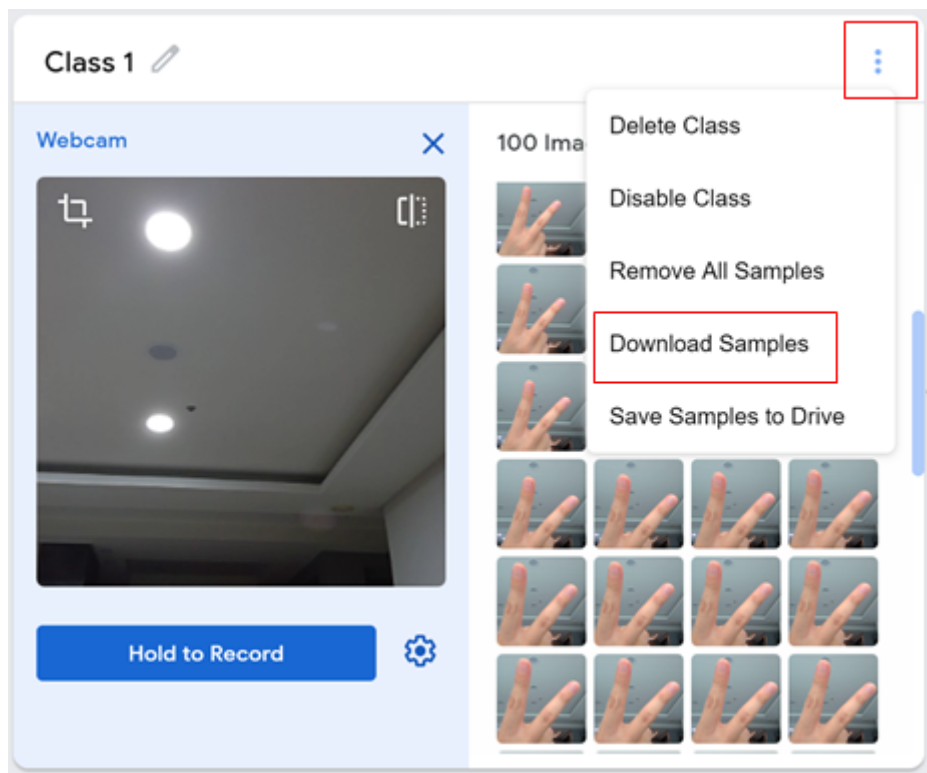 Class 1
Webcam
100 Ima
Delete Class
Disable Class
Remove All Samples
Download Samples
Save Samples to Drive
Hold to Record